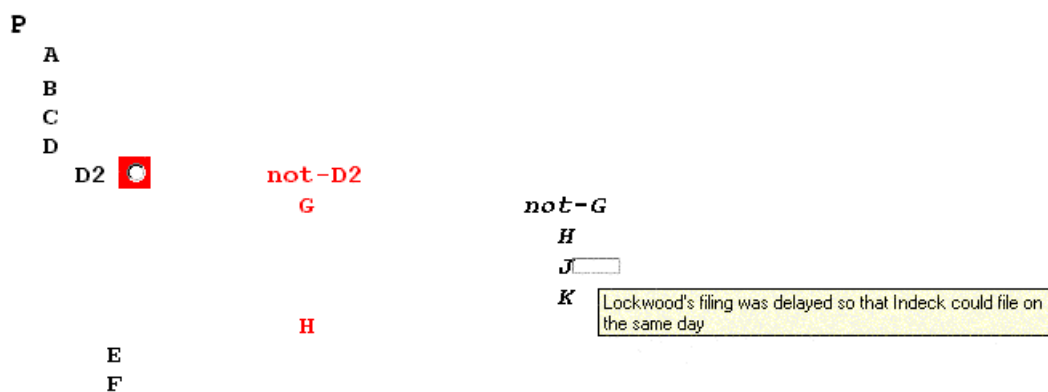 P
A
B
C
D
D2 not-D2
G not-G
H
J
K
Lockwood's filing was delayed so that Indeck could file on
the same day
H
E
F